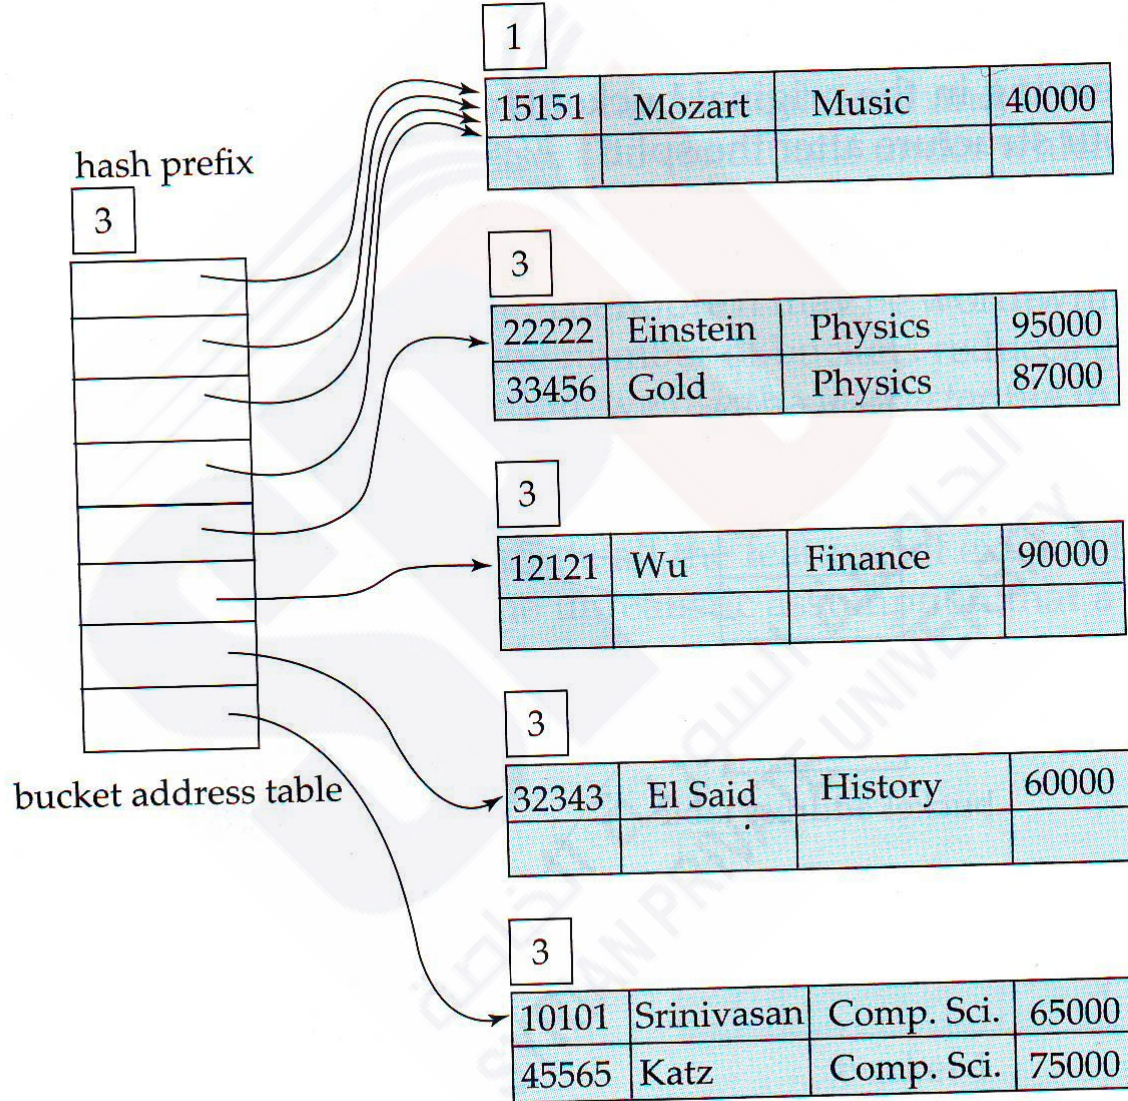 1
15151 Mozart Music 40000
hash prefix
3
3
22222 Einstein Physics 95000
33456 Gold Physics 87000
3
12121 Wu Finance 90000
3
bucket address table
32343 El Said History 60000
3
10101 Srinivasan Comp. Sci. 65000
45565 Katz Comp. Sci. 75000